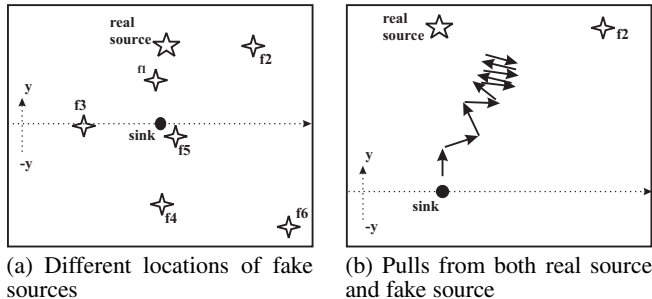 real
source
f2
f1
y
f3
sink
f5
-y
f4
f6
(a) Different locations of fake
sources
real
source
f2
y
sink
-y
(b) Pulls from both real source
and fake source